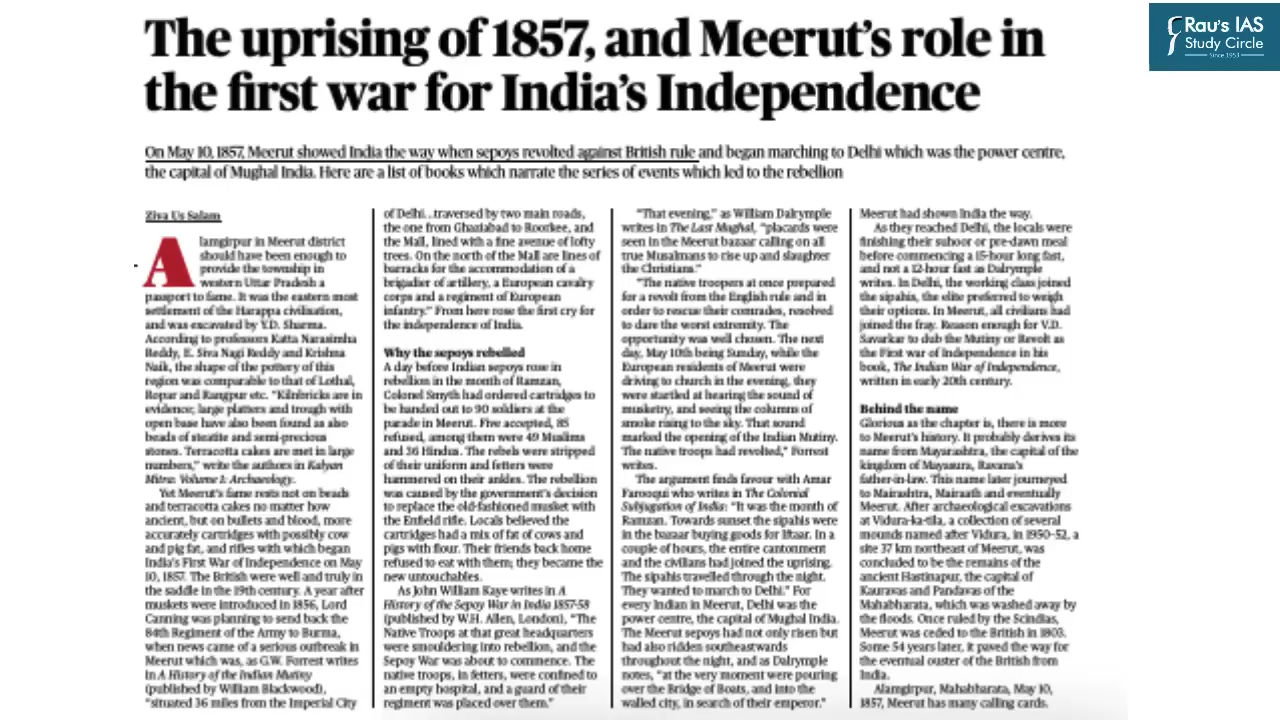 The uprising of 1857, and Meerut's role in
the first war for India's Independence
Rau's IAS
Study Circle
Since 1953
On May 10, 1857, Meerut showed India the way when sepoys revolted against British rule and began marching to Delhi which was the power centre,
the capital of Mughal India. Here are a list of books which narrate the series of events which led to the rebellion
Ziya Us Salam
Alamgirpur in Meerut district
should have been enough to
provide the township in
western Uttar Pradesh a
passport to fame. It was the eastern most
settlement of the Harappa civilisation,
and was excavated by Y.D. Sharma.
According to professors Katta Narasimha
Reddy, E. Siva Nagi Reddy and Krishna
Naik, the shape of the pottery of this
region was comparable to that of Lothal,
Ropar and Rangpur etc. "Kilnbricks are in
evidence; large platters and trough with
open base have also been found as also
beads of steatite and semi-precious
stones. Terracotta cakes are met in large
numbers," write the authors in Kalyan
Mitra: Volume I: Archaeology.
Yet Meerut's fame rests not on beads
and terracotta cakes no matter how
ancient, but on bullets and blood, more
accurately cartridges with possibly cow
and pig fat, and rifles with which began
India's First War of Independence on May
10, 1857. The British were well and truly in
the saddle in the 19th century. A year after
muskets were introduced in 1856, Lord
Canning was planning to send back the
84th Regiment of the Army to Burma,
when news came of a serious outbreak in
Meerut which was, as G.W. Forrest writes
in A History of the Indian Mutiny
(published by William Blackwood),
"situated 36 miles from the Imperial City
of Delhi...traversed by two main roads,
the one from Ghaziabad to Roorkee, and
the Mall, lined with a fine avenue of lofty
trees. On the north of the Mall are lines of
barracks for the accommodation of a
brigadier of artillery, a European cavalry
corps and a regiment of European
infantry." From here rose the first cry for
the independence of India.
Why the sepoys rebelled
A day before Indian sepoys rose in
rebellion in the month of Ramzan,
Colonel Smyth had ordered cartridges to
be handed out to 90 soldiers at the
parade in Meerut. Five accepted, 85
refused, among them were 49 Muslims
and 36 Hindus. The rebels were stripped
of their uniform and fetters were
hammered on their ankles. The rebellion
was caused by the government's decision
to replace the old-fashioned musket with
the Enfield rifle. Locals believed the
cartridges had a mix of fat of cows and
pigs with flour. Their friends back home
refused to eat with them; they became the
new untouchables.
As John William Kaye writes in A
History of the Sepoy War in India 1857-58
(published by W.H. Allen, London), "The
Native Troops at that great headquarters
were smouldering into rebellion, and the
Sepoy War was about to commence. The
native troops, in fetters, were confined to
an empty hospital, and a guard of their
regiment was placed over them."
"That evening," as William Dalrymple
writes in The Last Mughal, "placards were
seen in the Meerut bazaar calling on all
true Musalmans to rise up and slaughter
the Christians."
"The native troopers at once prepared
for a revolt from the English rule and in
order to rescue their comrades, resolved
to dare the worst extremity. The
opportunity was well chosen. The next
day, May 10th being Sunday, while the
European residents of Meerut were
driving to church in the evening, they
were startled at hearing the sound of
musketry, and seeing the columns of
smoke rising to the sky. That sound
marked the opening of the Indian Mutiny.
The native troops had revolted," Forrest
writes.
The argument finds favour with Amar
Farooqui who writes in The Colonial
Subjugation of India: "It was the month of
Ramzan. Towards sunset the sipahis were
in the bazaar buying goods for Iftaar. In a
couple of hours, the entire cantonment
and the civilians had joined the uprising.
The sipahis travelled through the night.
They wanted to march to Delhi." For
every Indian in Meerut, Delhi was the
power centre, the capital of Mughal India.
The Meerut sepoys had not only risen but
had also ridden southeastwards
throughout the night, and as Dalrymple
notes, "at the very moment were pouring
over the Bridge of Boats, and into the
walled city, in search of their emperor."
Meerut had shown India the way.
As they reached Delhi, the locals were
finishing their suhoor or pre-dawn meal
before commencing a 15-hour long fast,
and not a 12-hour fast as Dalrymple
writes. In Delhi, the working class joined
the sipahis, the elite preferred to weigh
their options. In Meerut, all civilians had
joined the fray. Reason enough for V.D.
Savarkar to dub the Mutiny or Revolt as
the First war of Independence in his
book, The Indian War of Independence,
written in early 20th century.
Behind the name
Glorious as the chapter is, there is more
to Meerut's history. It probably derives its
name from Mayarashtra, the capital of the
kingdom of Mayasura, Ravana's
father-in-law. This name later journeyed
to Mairashtra, Mairaath and eventually
Meerut. After archaeological excavations
at Vidura-ka-tila, a collection of several
mounds named after Vidura, in 1950-52, a
site 37 km northeast of Meerut, was
concluded to be the remains of the
ancient Hastinapur, the capital of
Kauravas and Pandavas of the
Mahabharata, which was washed away by
the floods. Once ruled by the Scindias,
Meerut was ceded to the British in 1803.
Some 54 years later, it paved the way for
the eventual ouster of the British from
India.
Alamgirpur, Mahabharata, May 10,
1857, Meerut has many calling cards.